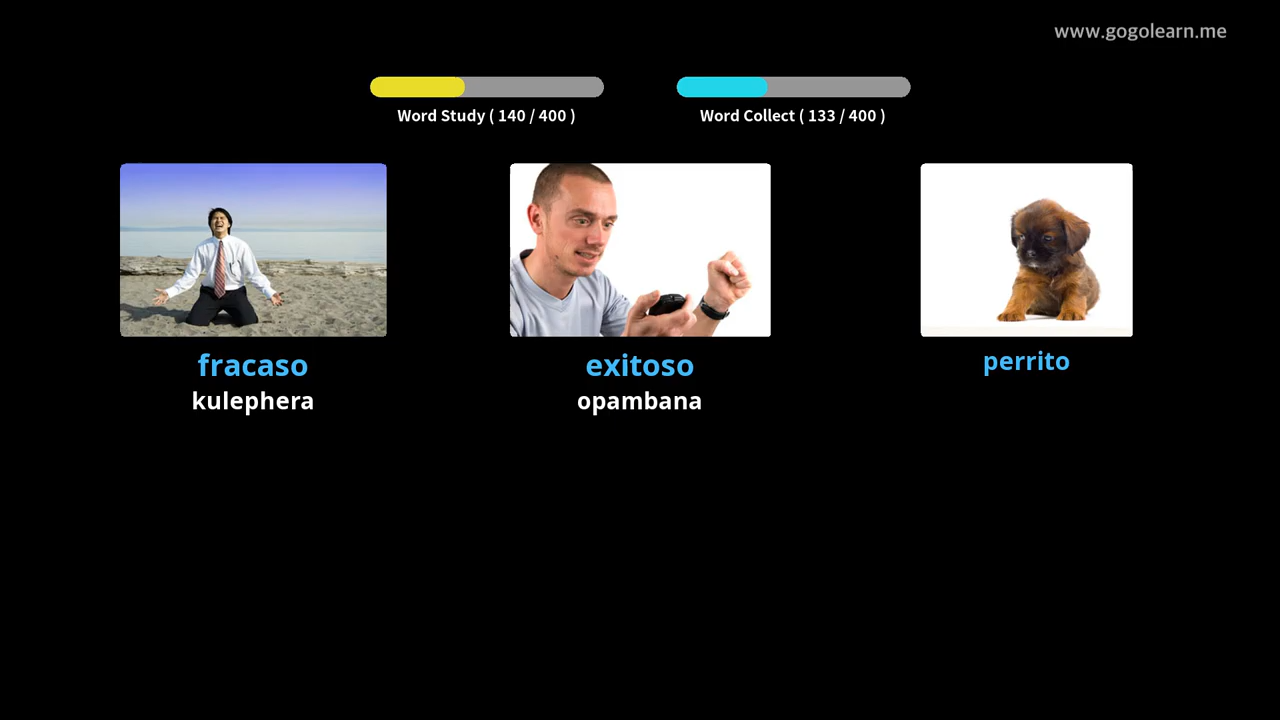 www.gogolearn.me
Word Study ( 140 / 400 )
Word Collect ( 133 / 400 )
fracaso
kulephera
exitoso
opambana
perrito